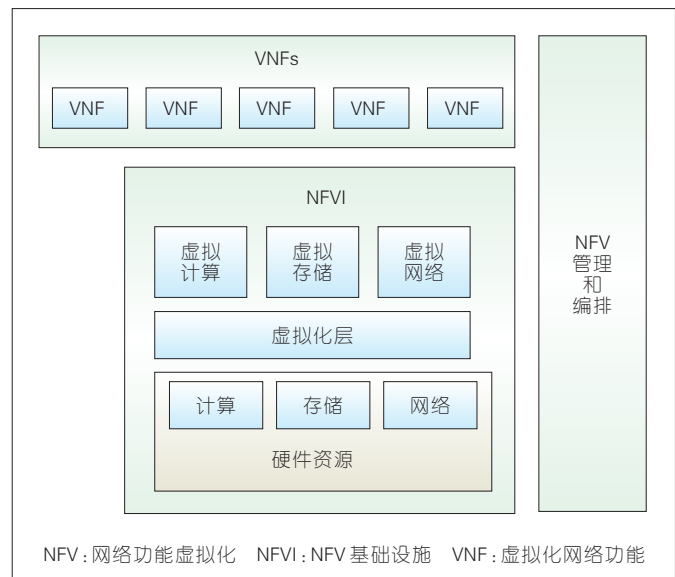 VNFs
VNF VNF VNF VNF VNF
NFVI
虚拟
计算
虚拟
存储
虚拟
网络
虚拟化层
计算 存储 网络
硬件资源
NFV
管理
和
编排
NFV:网络功能虚拟化 NFVI:NFV基础设施 VNF:虚拟化网络功能